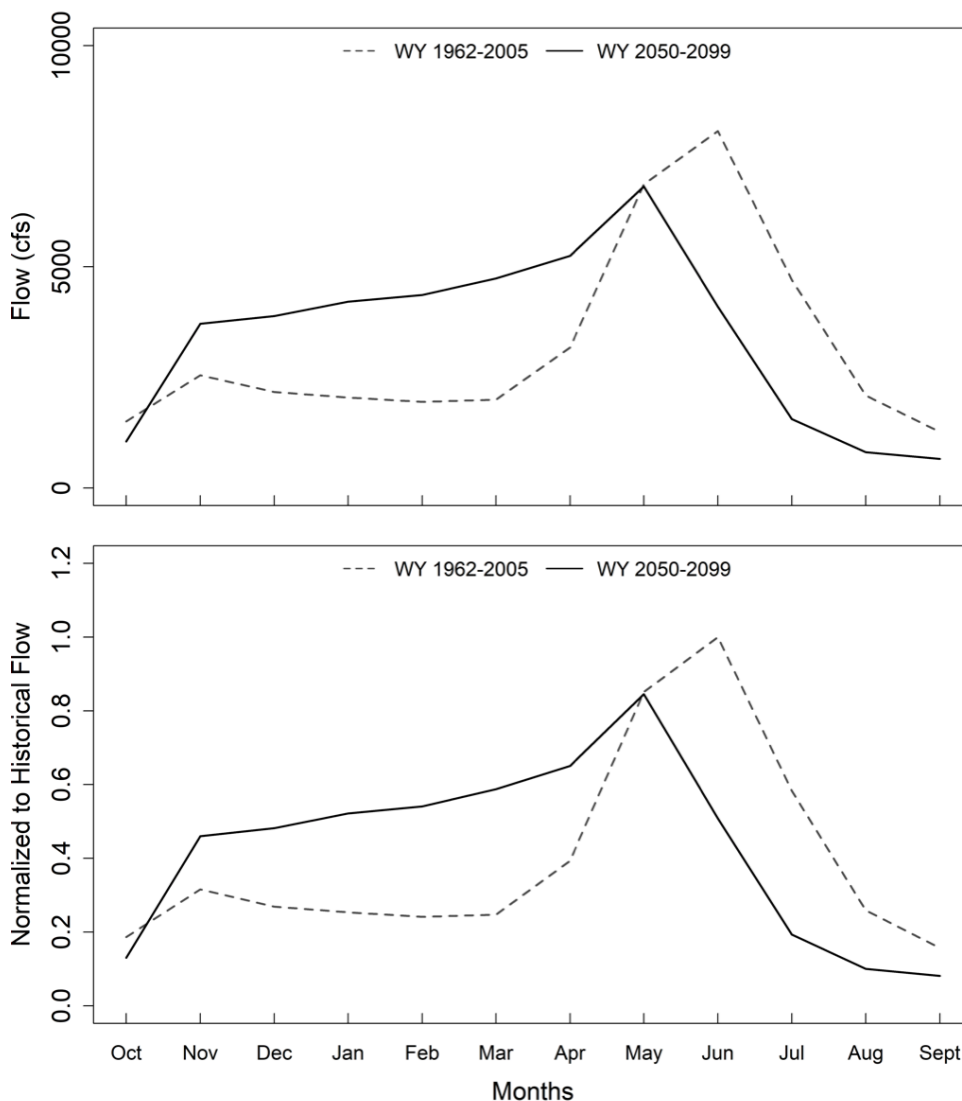 WY 1962-2005 WY 2050-2099
10000
5000
0
Flow (cfs)
WY 1962-2005 WY 2050-2099
1.2
1.0
0.8
0.6
0.4
0.2
0.0
Normalized to Historical Flow
Oct Nov Dec Jan Feb Mar Apr May Jun Jul Aug Sept
Months